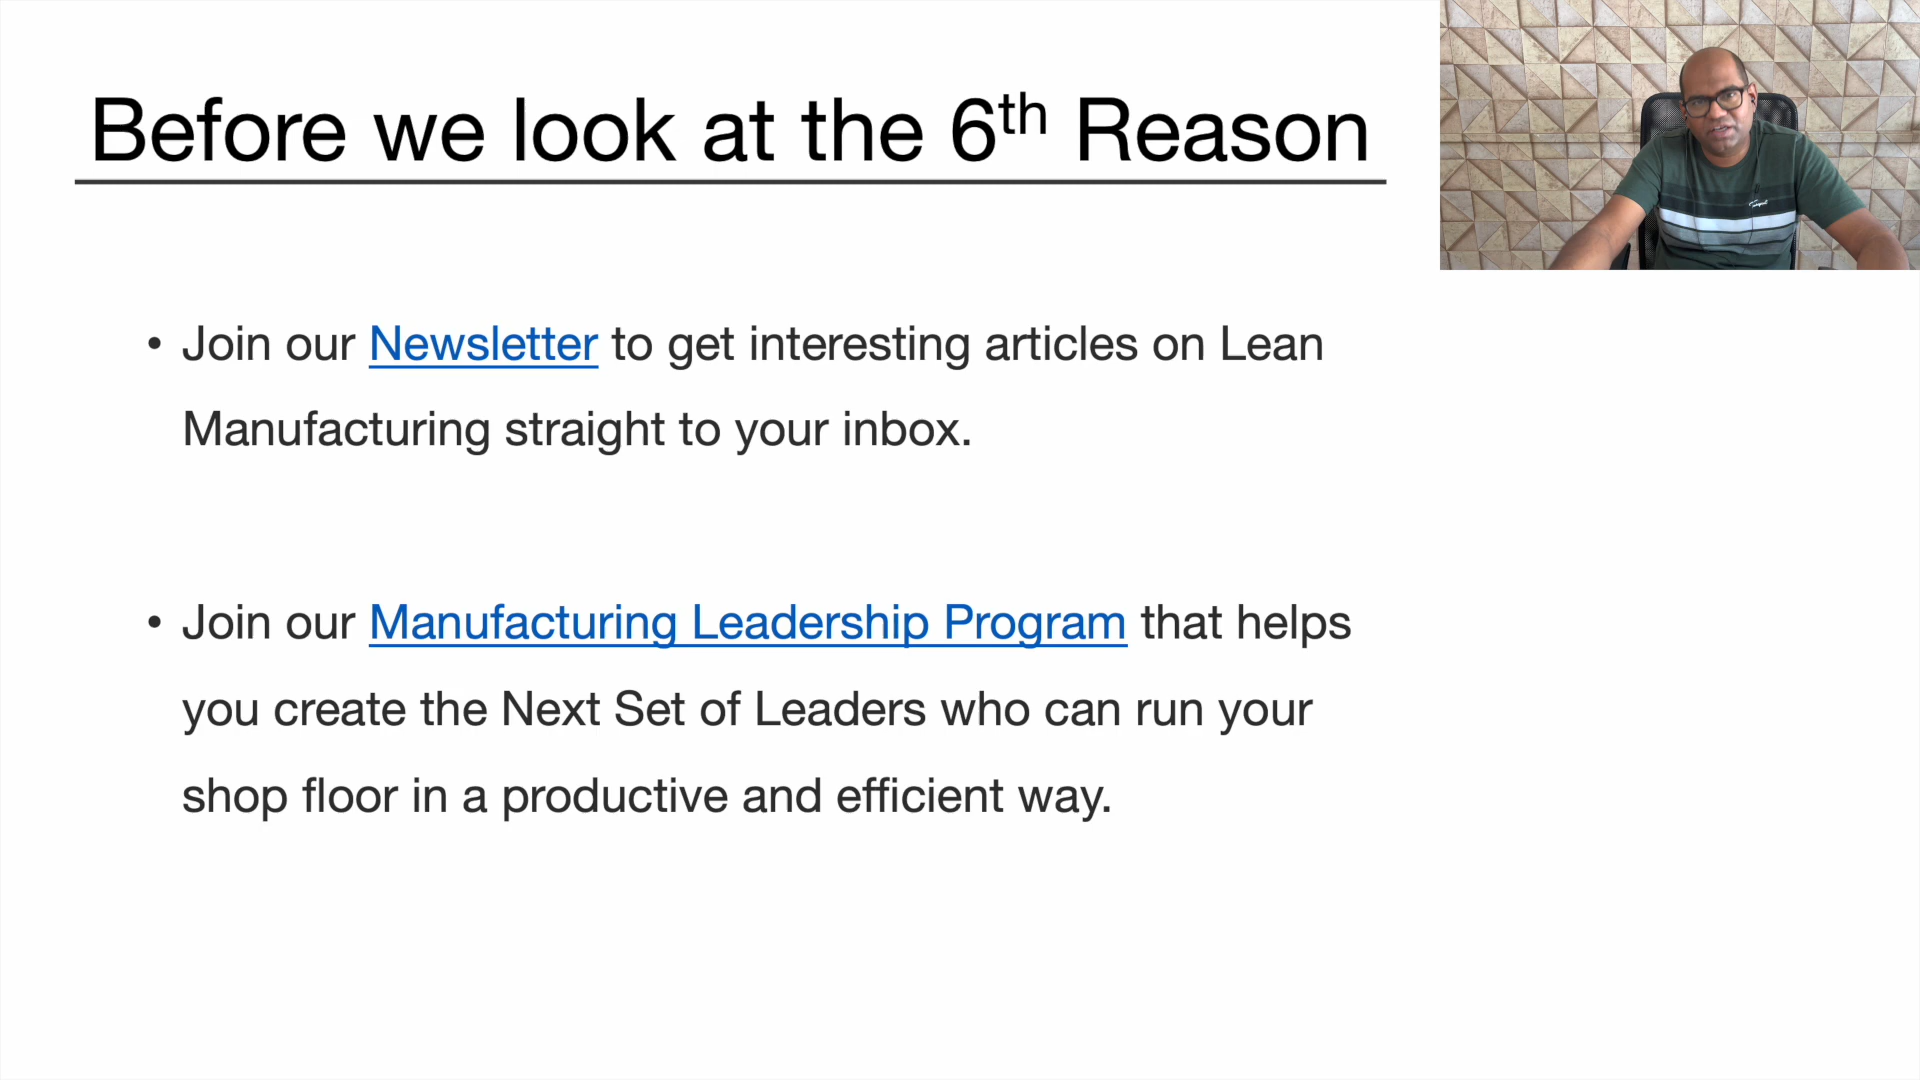 Before we look at the 6th Reason
• Join our Newsletter to get interesting articles on Lean
Manufacturing straight to your inbox.
• Join our Manufacturing Leadership Program that helps
you create the Next Set of Leaders who can run your
shop floor in a productive and efficient way.